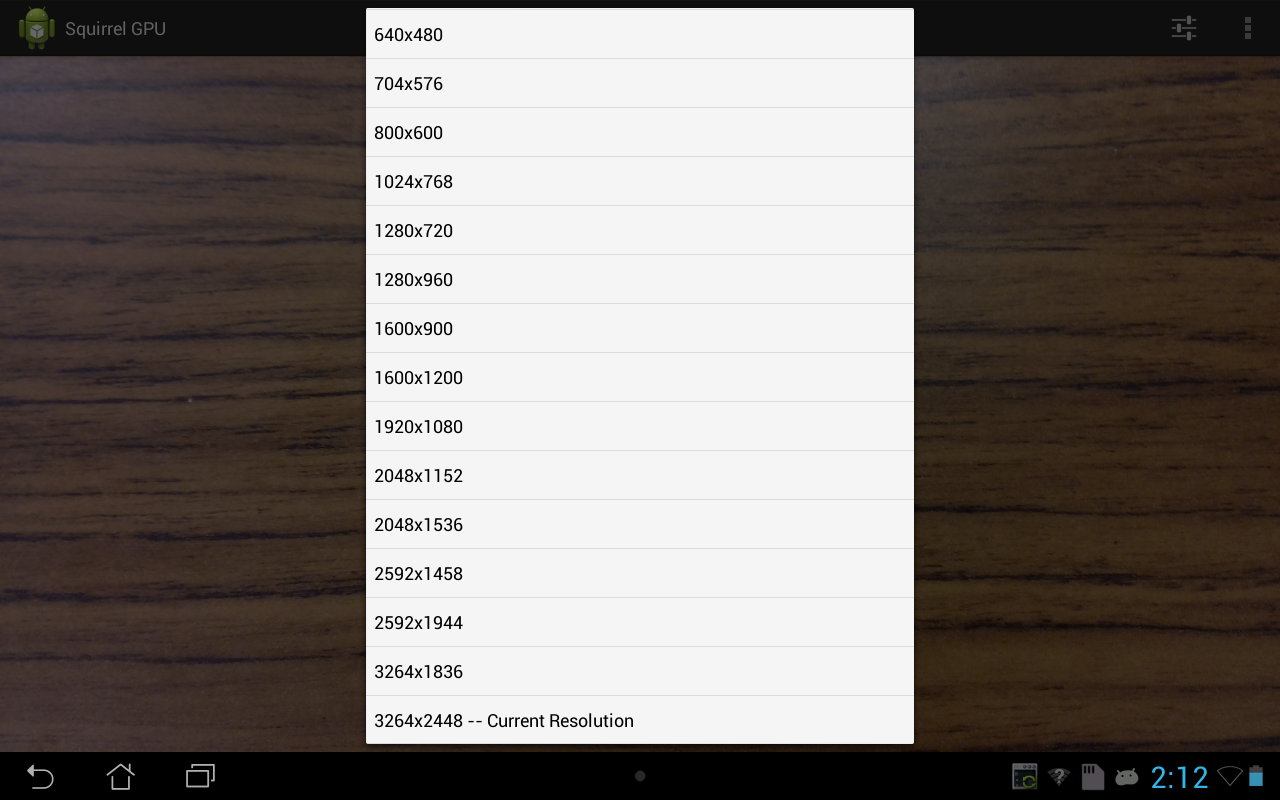 Squirrel GPU
640x480
704x576
800x600
1024x768
1280x720
1280x960
1600x900
1600x1200
1920x1080
2048x1152
2048x1536
2592x1458
2592x1944
3264x1836
3264x2448 -- Current Resolution
2:12